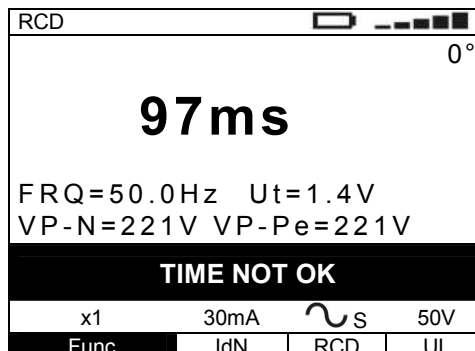 RCD
0°
97ms
FRQ=50.0Hz Ut=1.4V
VP-N=221V VP-Pe=221V
TIME NOT OK
x1 30mA S 50V
Func IdN RCD UL